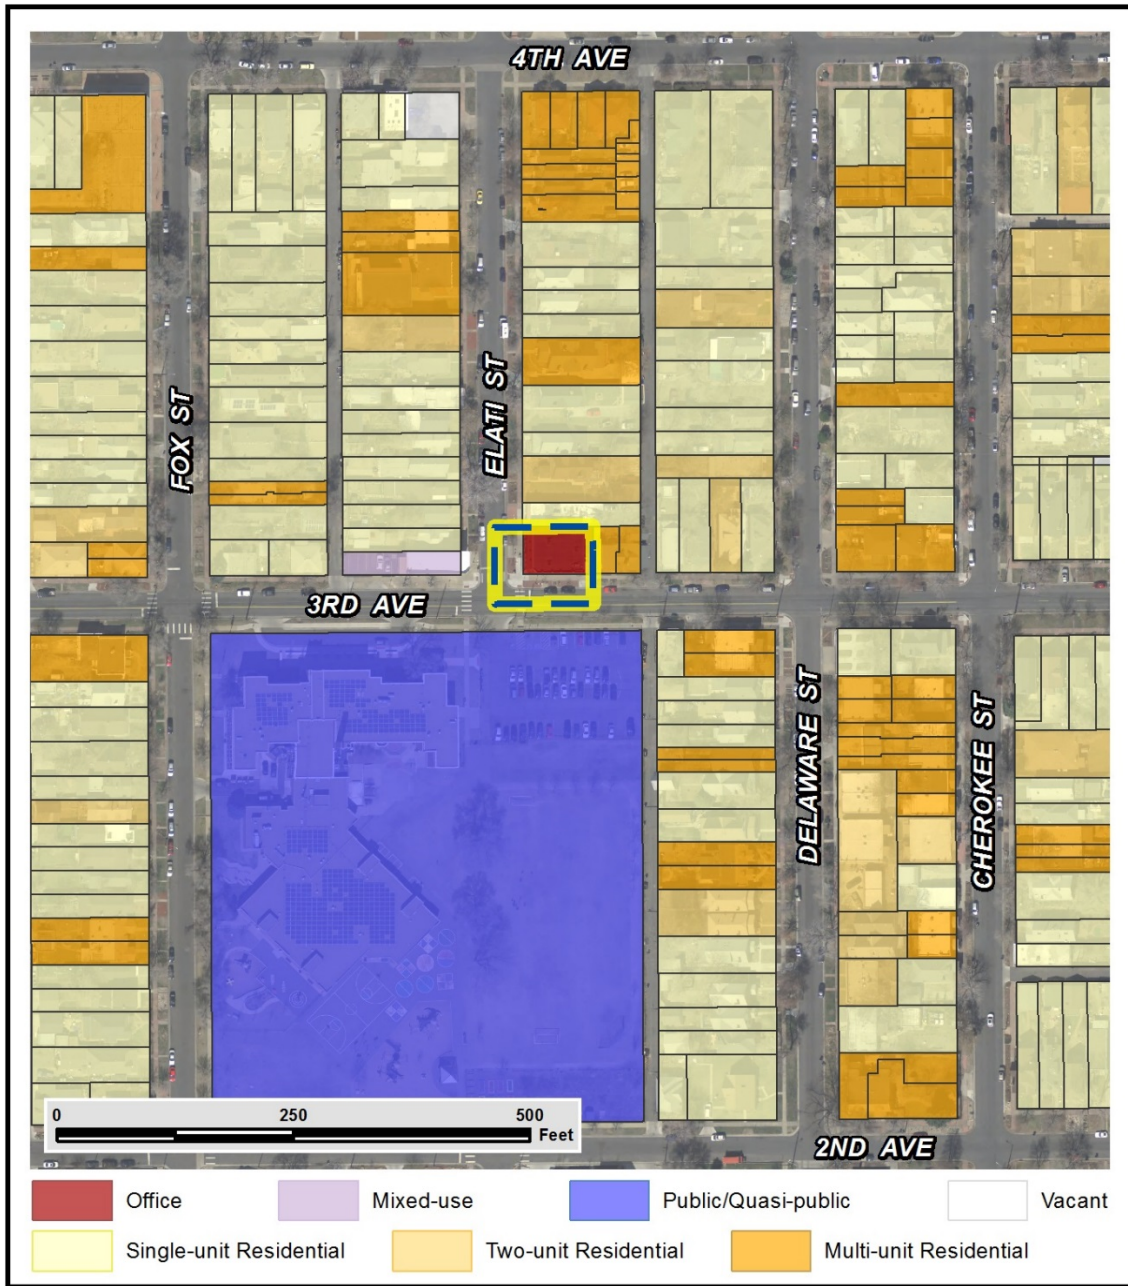 4TH AVE
FOX ST
ELATI ST
3RD AVE
DELAWARE ST
CHEROKEE ST
0 250 500
Feet
2ND AVE
Office Mixed-use Public/Quasi-public Vacant
Single-unit Residential Two-unit Residential Multi-unit Residential